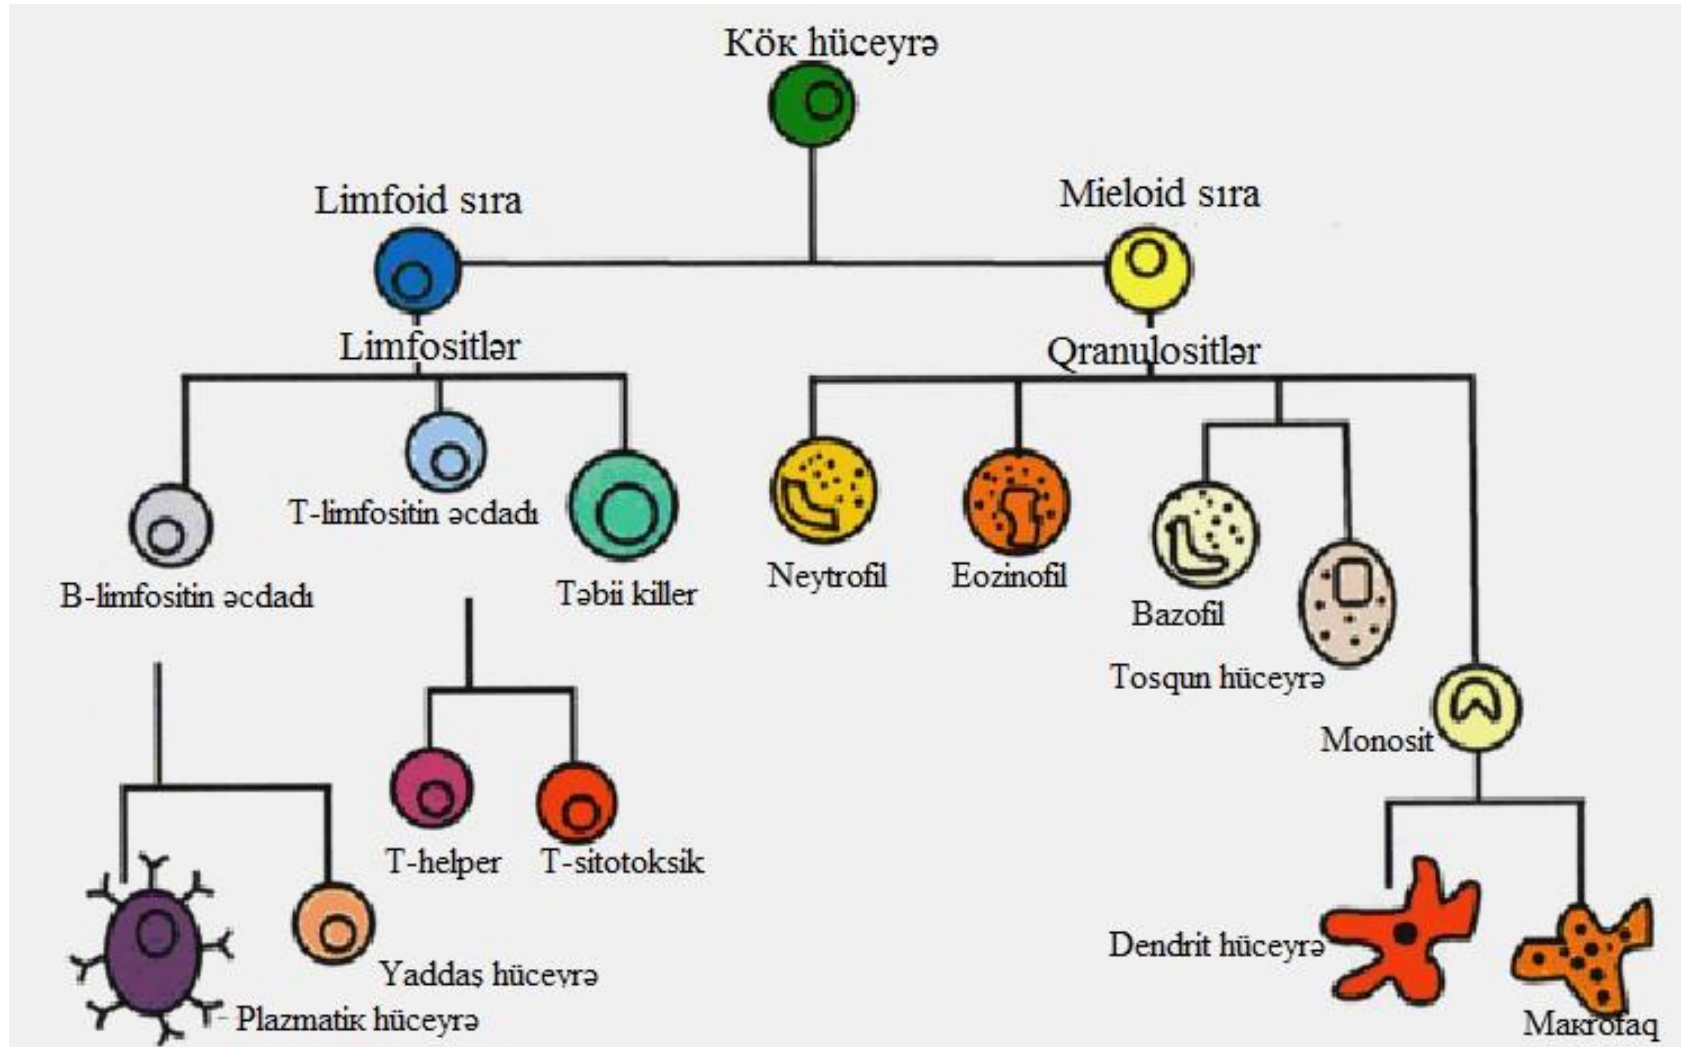 Kök hüceyrə
Limfoid sıra
Mieloid sıra
Limfositlər
Qranulositlər
T-limfositin əcdadı
B-limfositin əcdadı
Təbii killer
Neytrofil
Eozinofil
Bazofil
Tosqun hüceyrə
Monosit
T-helper
T-sitotoksik
Yaddaş hüceyrə
- Plazmatik hüceyrə
Dendrit hüceyrə
Makrofaq